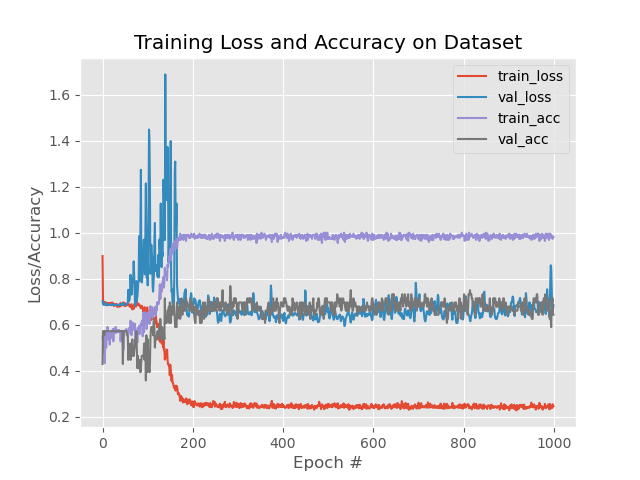 Training Loss and Accuracy on Dataset
train_loss
val_loss
train_acc
val_acc
1.6
1.4
1.2
1.0
0.8
0.6
0.4
0.2
Loss/Accuracy
0 200 400 600 800 1000
Epoch #